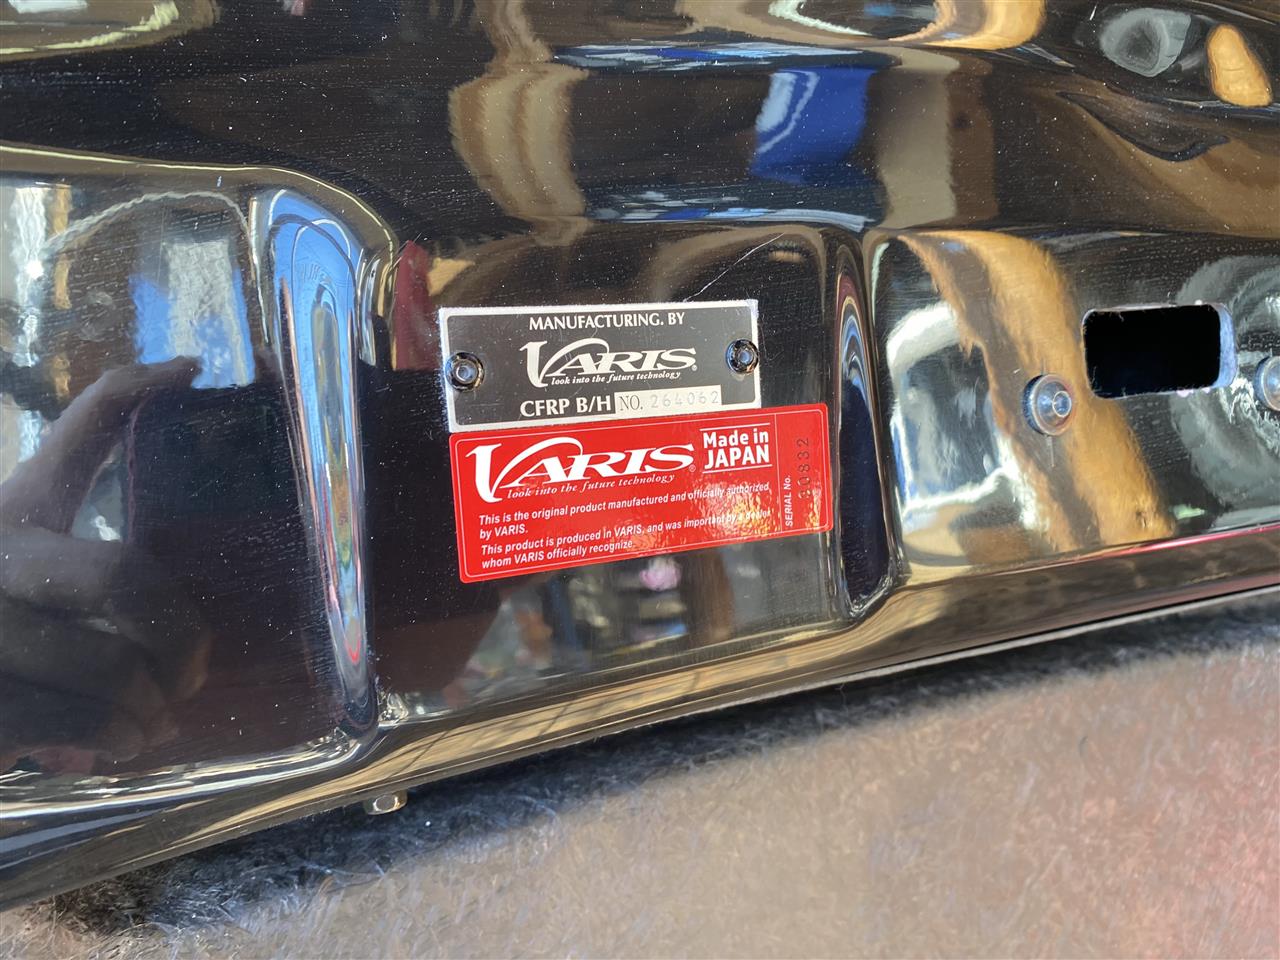 MANUFACTURING. BY
VARIS®
look into the future technology
CFRP B/H NO. 264062
VARIS®
look into the future technology
Made in
JAPAN
This is the original product manufactured and officially authorized
by VARIS.
This product is produced in VARIS, and was important by a dealer
whom VARIS officially recognize.
SERIAL No.